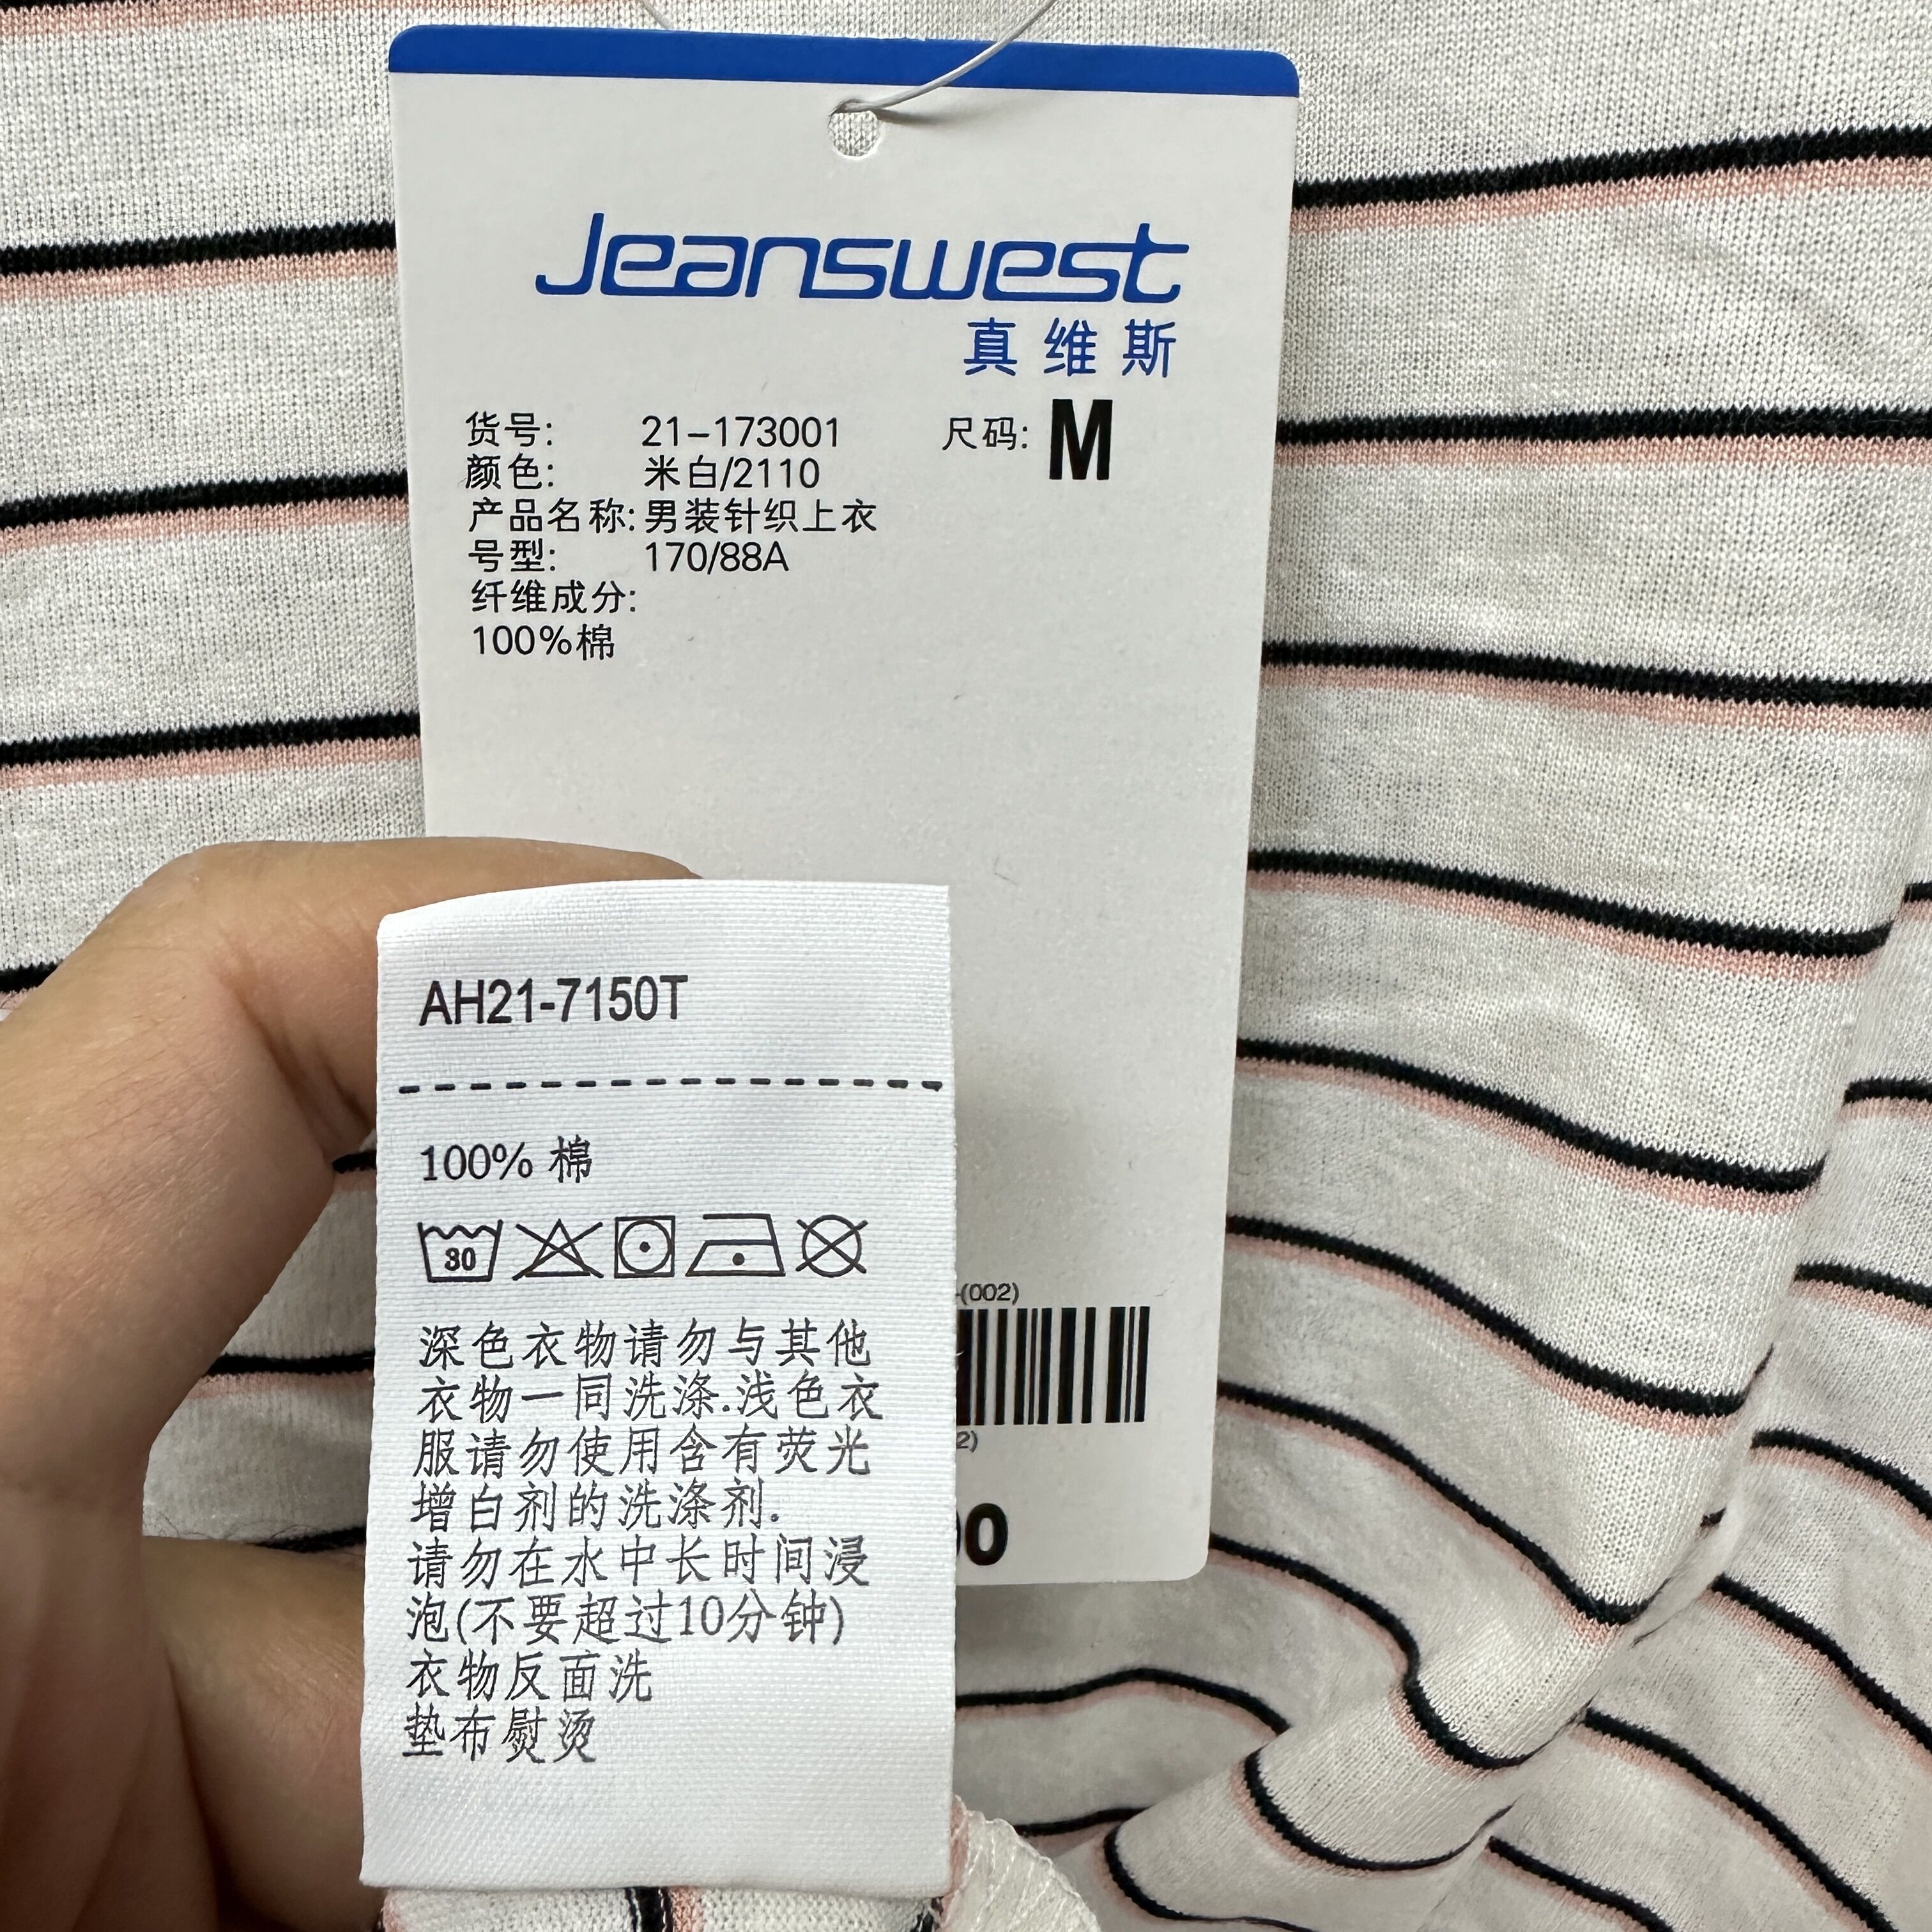 Jeanswest
真维斯
货号: 21-173001 尺码: M
颜色: 米白/2110
产品名称: 男装针织上衣
号型: 170/88A
纤维成分:
100%棉
-(002)
2)
00
AH21-7150T
100% 棉
30
深色衣物请勿与其他
衣物一同洗涤.浅色衣
服请勿使用含有荧光
增白剂的洗涤剂.
请勿在水中长时间浸
泡(不要超过10分钟)
衣物反面洗
垫布熨烫